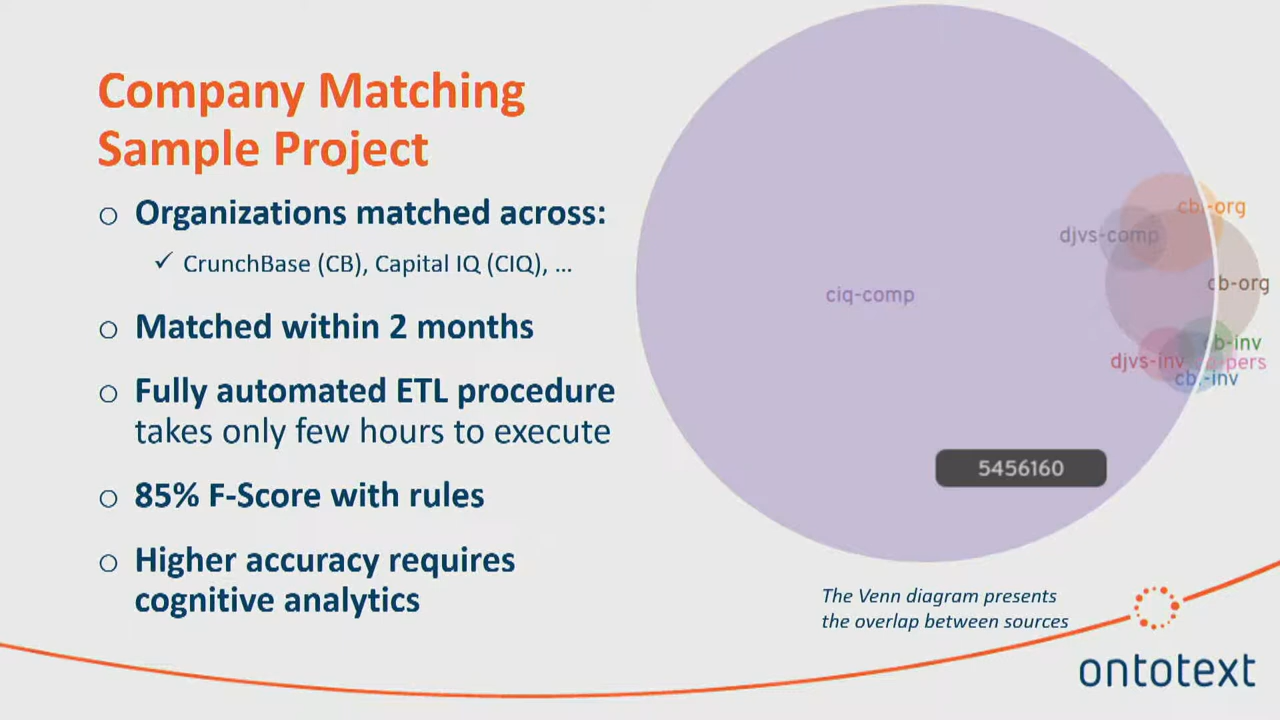 Company Matching
Sample Project
Organizations matched across:
✓ CrunchBase (CB), Capital IQ (CIQ), ...
Matched within 2 months
Fully automated ETL procedure
takes only few hours to execute
85% F-Score with rules
Higher accuracy requires
cognitive analytics
cb.-org
djvs-comp
cb-org
ciq-comp
b-inv
djvs-inv
pers
cb.-inv
5456160
The Venn diagram presents
the overlap between sources
ontotext